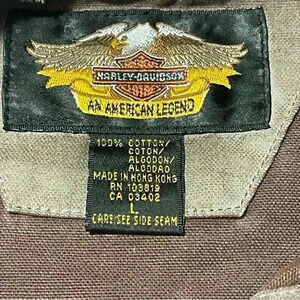 HARLEY-DAVIDSON
AN AMERICAN LEGEND
100% COTTON/
COTON/
ALGODON/
ALGODAO
MADE IN HONG KONG
RN 103819
CA 03402
L
CARE/SEE SIDE SEAM